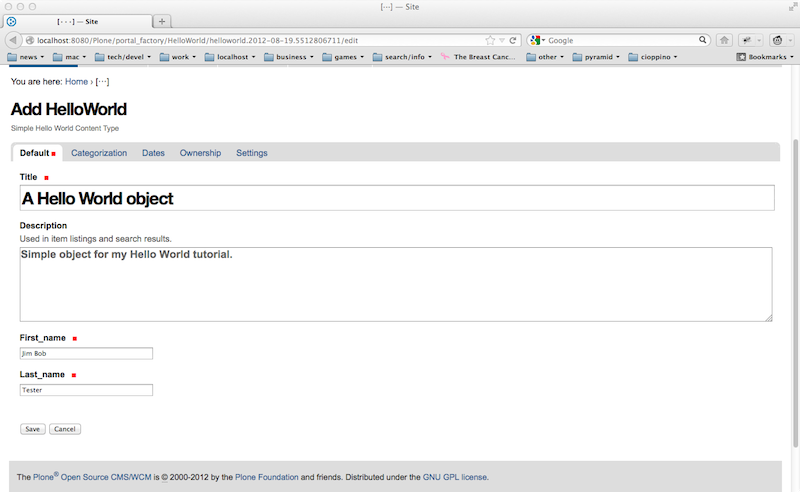 [···] — Site
[···] — Site
localhost:8080/Plone/portal_factory/HelloWorld/helloworld.2012-08-19.5512806711/edit
Google
news mac tech/devel work localhost business games search/info The Breast Canc... other pyramid cioppino Bookmarks
You are here: Home › [···]
Add HelloWorld
Simple Hello World Content Type
Default Categorization Dates Ownership Settings
Title
A Hello World object
Description
Used in item listings and search results.
Simple object for my Hello World tutorial.
First_name
Jim Bob
Last_name
Tester
Save Cancel
The Plone® Open Source CMS/WCM is © 2000-2012 by the Plone Foundation and friends. Distributed under the GNU GPL license.